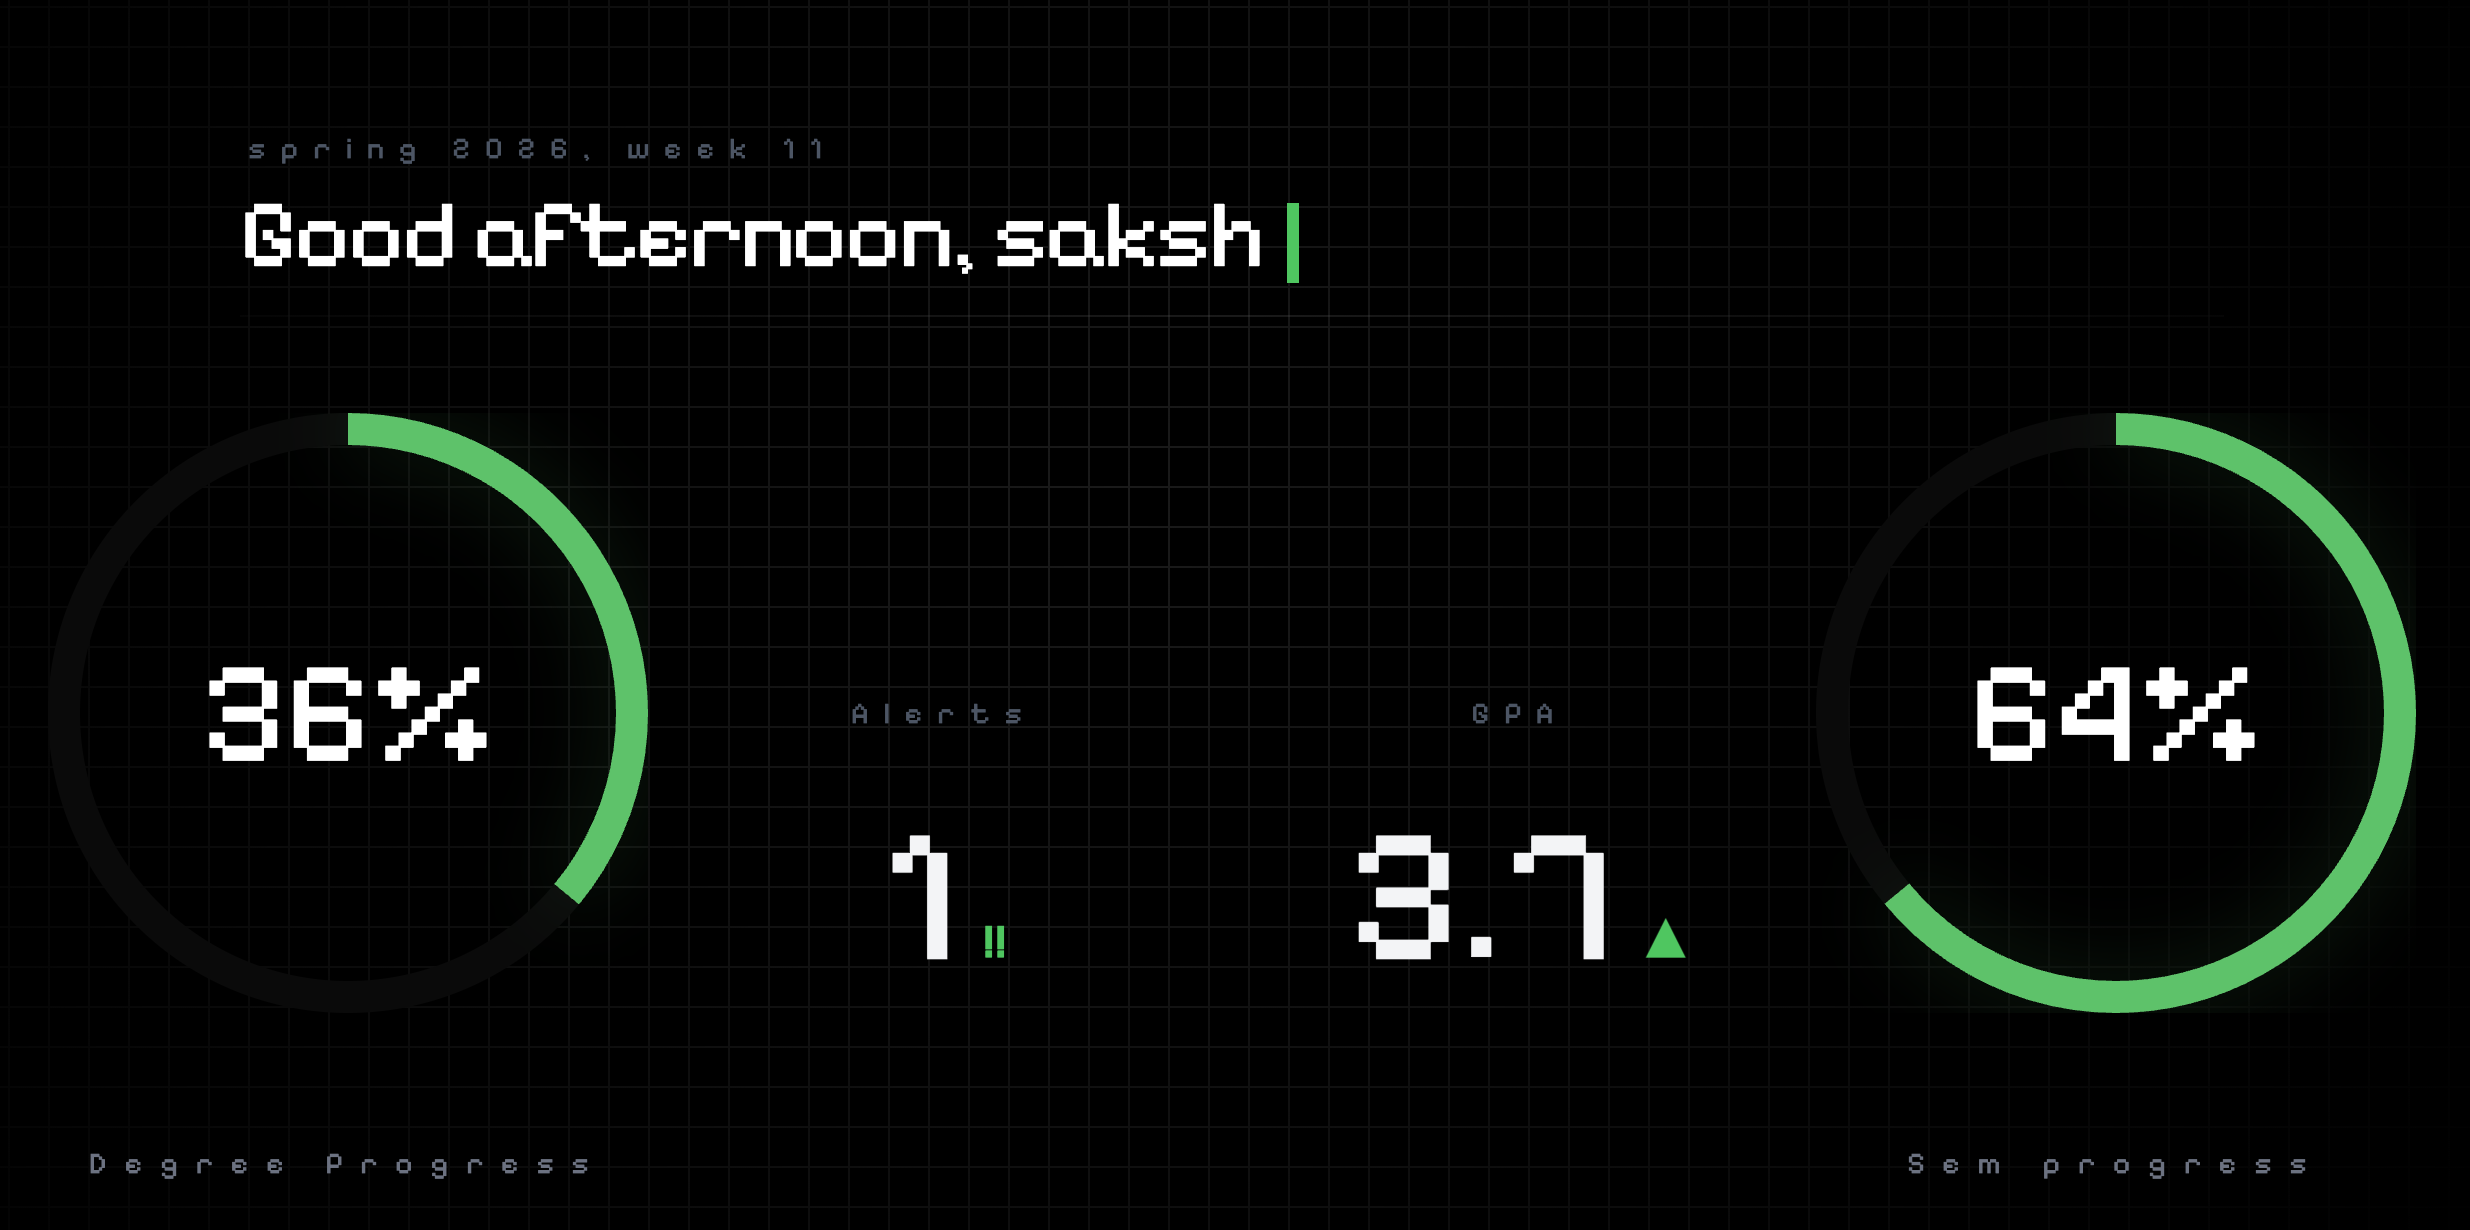 spring 2026, week 11
Good afternoon, saksh
36%
Alerts
1 !!
GPA
3.7
64%
Degree Progress
Sem progress